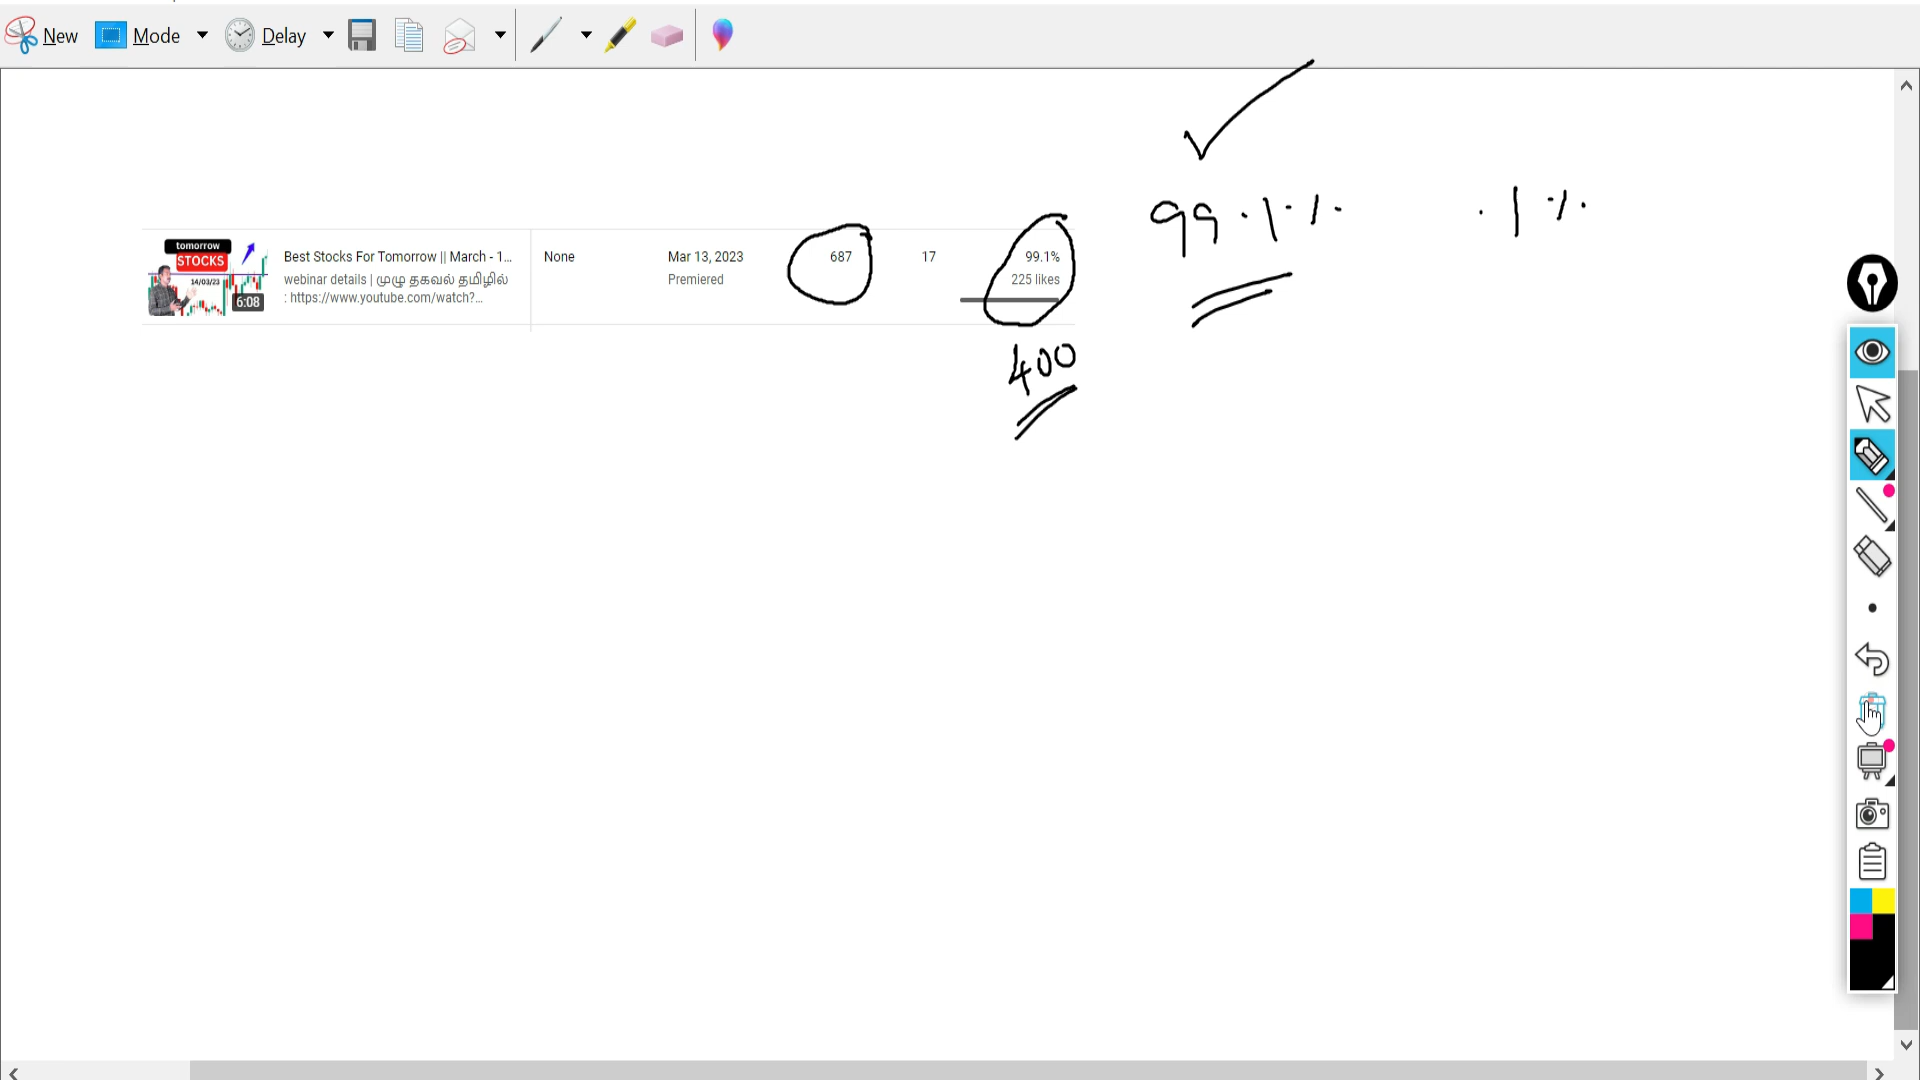 New Mode Delay
99.1% .1%
tomorrow
STOCKS
14/03/23
6:08
Best Stocks For Tomorrow || March - 1...
webinar details | முழு தகவல் தமிழில்
: https://www.youtube.com/watch?...
None
Mar 13, 2023
Premiered
687
17
99.1%
225 likes
400